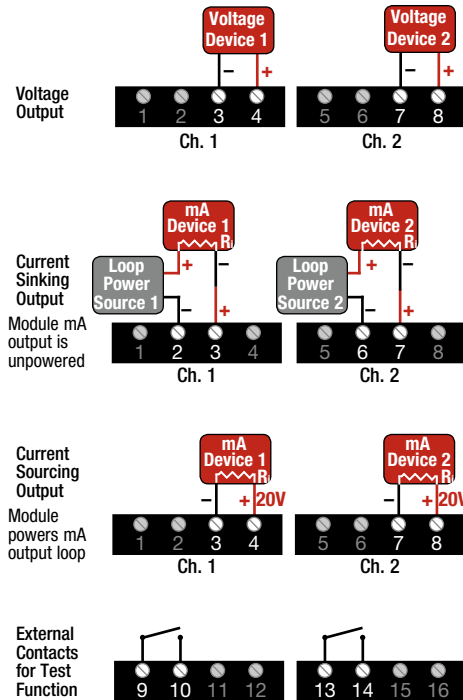 Voltage
Device 1
Voltage
Device 2
– +
– +
Voltage
Output
1 2 3 4
5 6 7 8
Ch. 1
Ch. 2
mA
Device 1
Ri
mA
Device 2
Ri
Current
Sinking
Output
Module mA
output is
unpowered
Loop
Power
Source 1
+ –
– +
Loop
Power
Source 2
+ –
– +
1 2 3 4
5 6 7 8
Ch. 1
Ch. 2
Current
Sourcing
Output
Module
powers mA
output loop
mA
Device 1
Ri
mA
Device 2
Ri
– + 20V
– + 20V
1 2 3 4
5 6 7 8
Ch. 1
Ch. 2
External
Contacts
for Test
Function
9 10 11 12
13 14 15 16